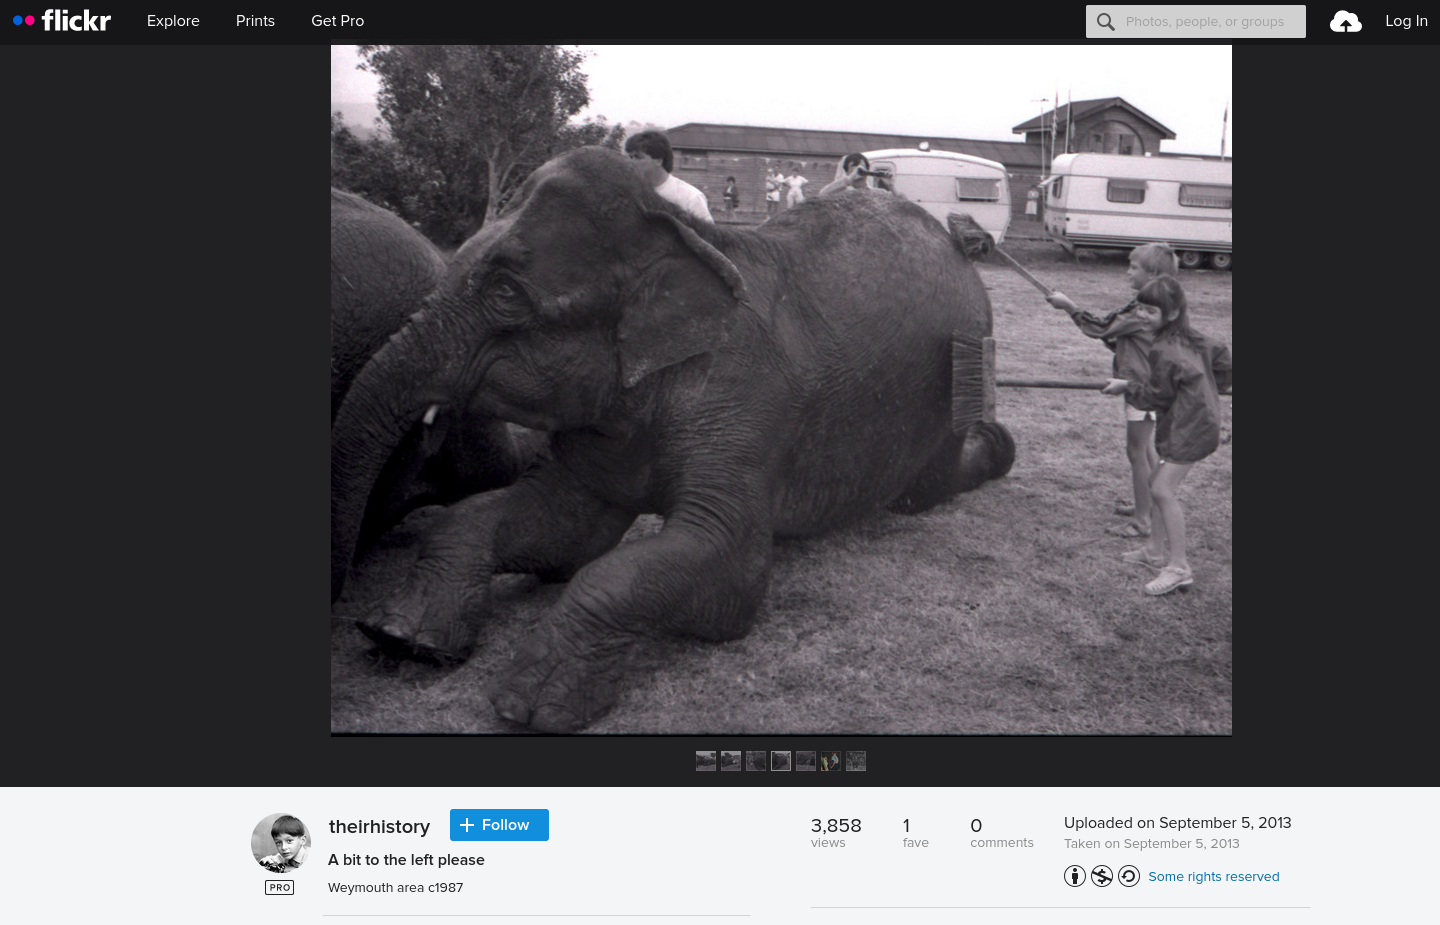 flickr
Explore
Prints
Get Pro
Photos, people, or groups
Log In
theirhistory
+ Follow
A bit to the left please
PRO
Weymouth area c1987
3,858
views
1
fave
0
comments
Uploaded on September 5, 2013
Taken on September 5, 2013
Some rights reserved